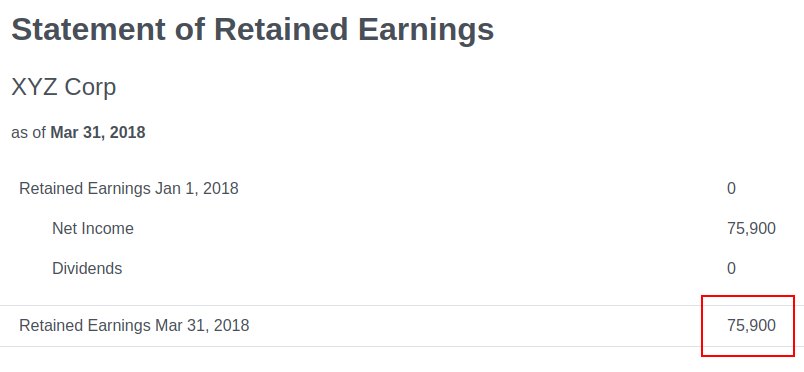 Statement of Retained Earnings
XYZ Corp
as of Mar 31, 2018
Retained Earnings Jan 1, 2018 0
Net Income 75,900
Dividends 0
Retained Earnings Mar 31, 2018 75,900